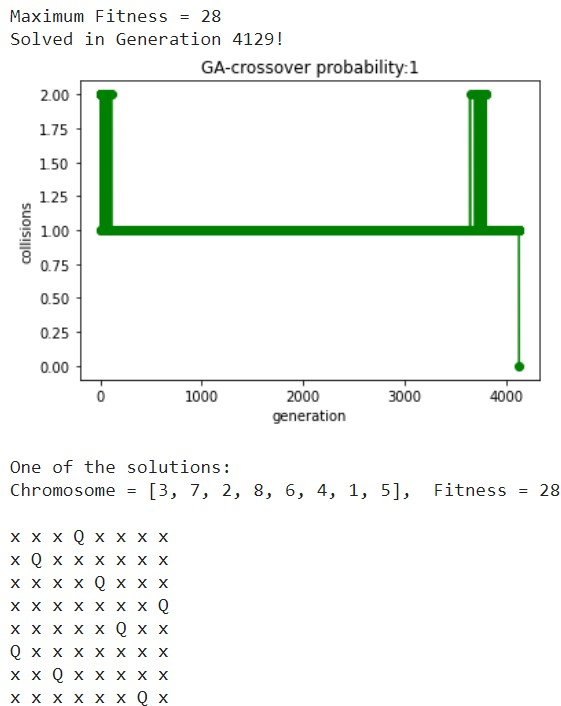 Maximum Fitness = 28
Solved in Generation 4129!
GA-crossover probability:1
2.00
1.75
1.50
1.25
1.00
0.75
0.50
0.25
0.00
collisions
0 1000 2000 3000 4000
generation
One of the solutions:
Chromosome = [3, 7, 2, 8, 6, 4, 1, 5],  Fitness = 28
x x x Q x x x x
x Q x x x x x x
x x x x Q x x x
x x x x x x x Q
x x x x x Q x x
Q x x x x x x x
x x Q x x x x x
x x x x x x Q x